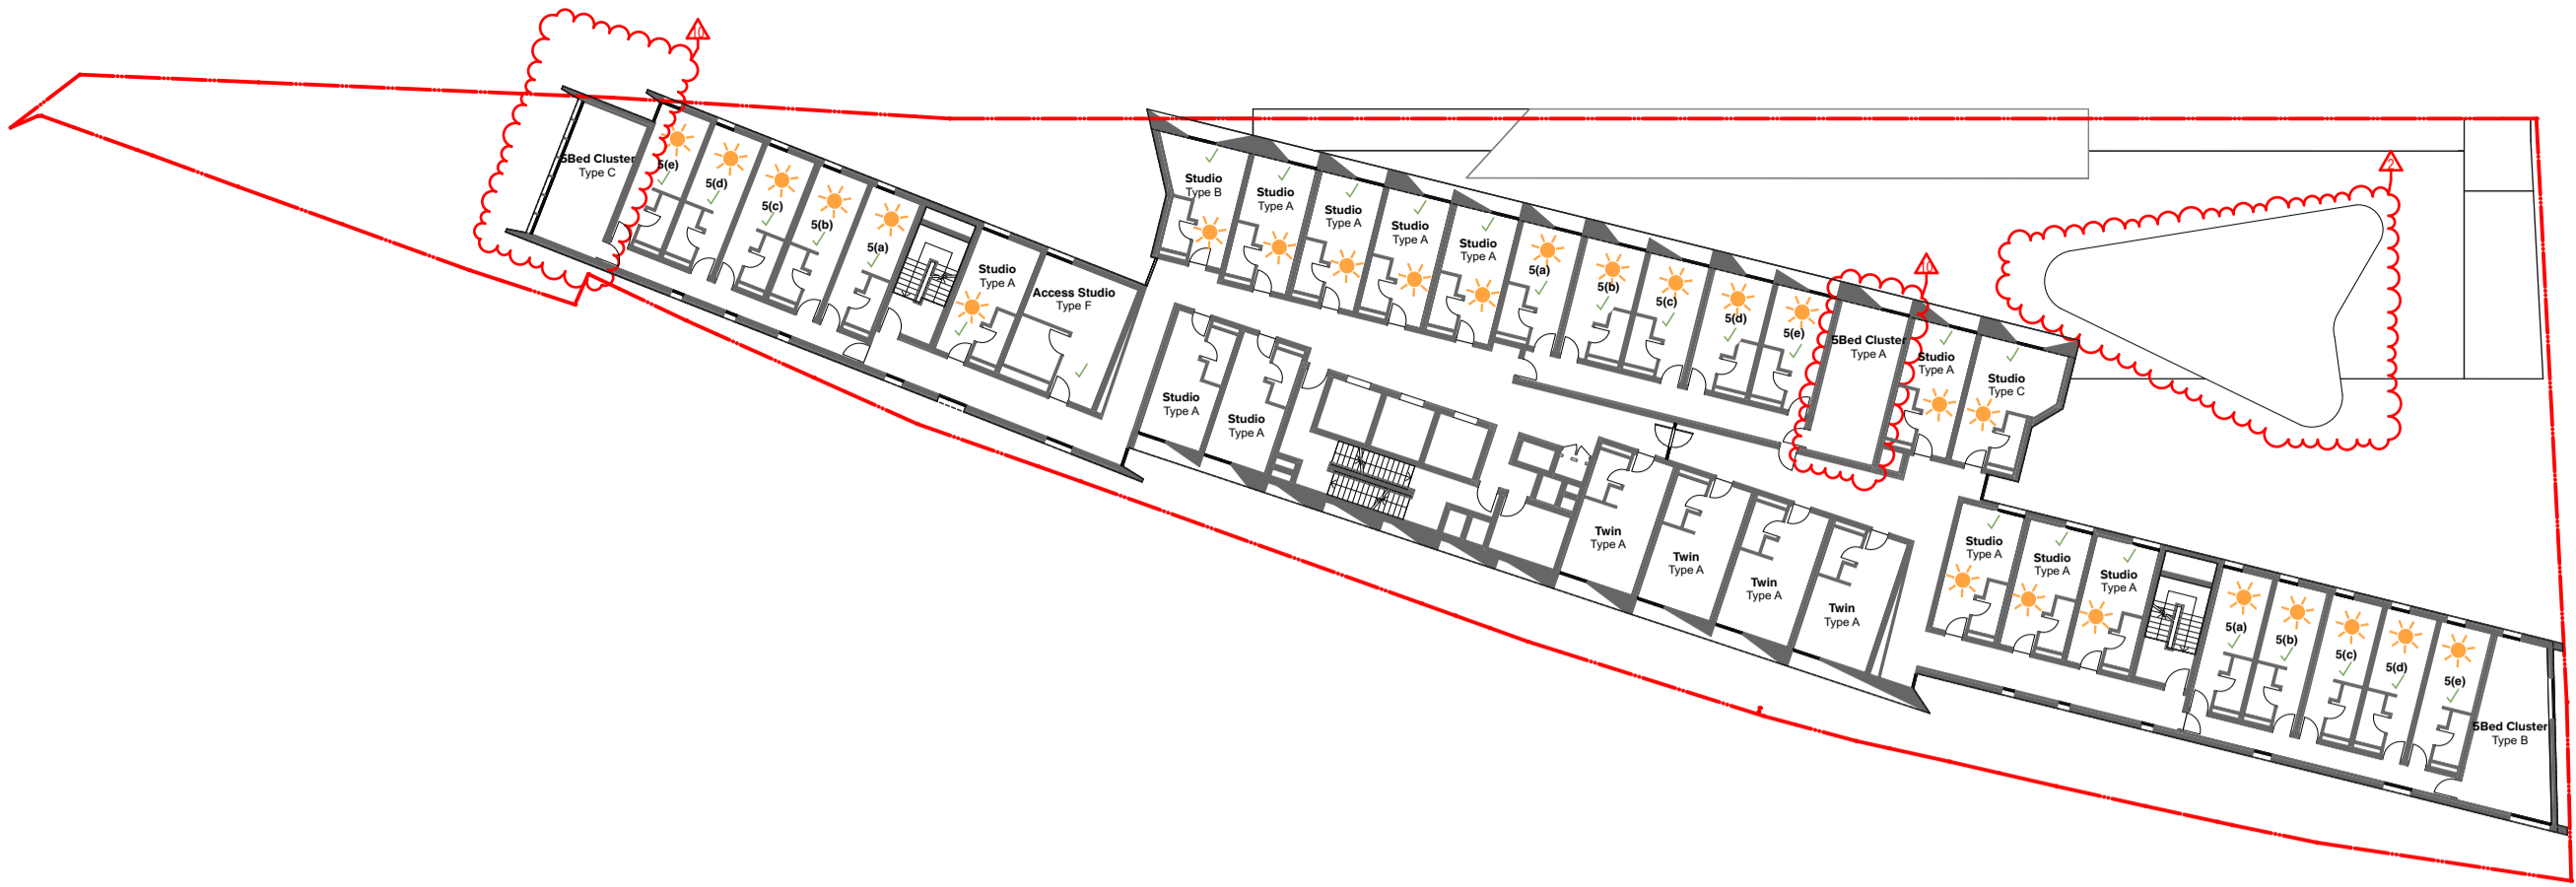 10
5Bed Cluster
Type C
5(e)
5(d)
5(c)
5(b)
5(a)
Studio
Type A
Access Studio
Type F
Studio
Type B
Studio
Type A
Studio
Type A
Studio
Type A
Studio
Type A
5(a)
5(b)
5(c)
5(d)
5(e)
10
5Bed Cluster
Type A
Studio
Type A
Studio
Type C
2
Studio
Type A
Studio
Type A
Twin
Type A
Twin
Type A
Twin
Type A
Twin
Type A
Studio
Type A
Studio
Type A
Studio
Type A
5(a)
5(b)
5(c)
5(d)
5(e)
5Bed Cluster
Type B